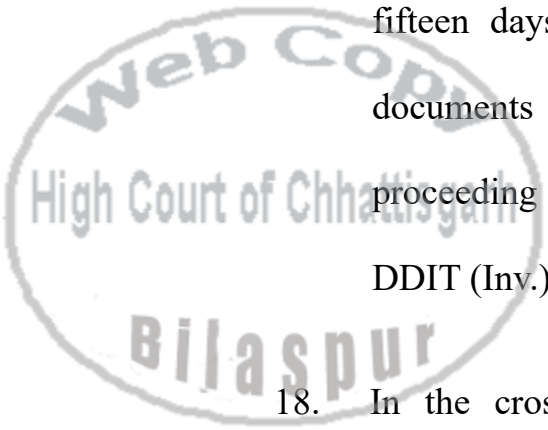 fifteen days
Web Copy
documents
High Court of Chhattisgarh
proceeding
DDIT (Inv.)
Bilaspur
18. In the cros